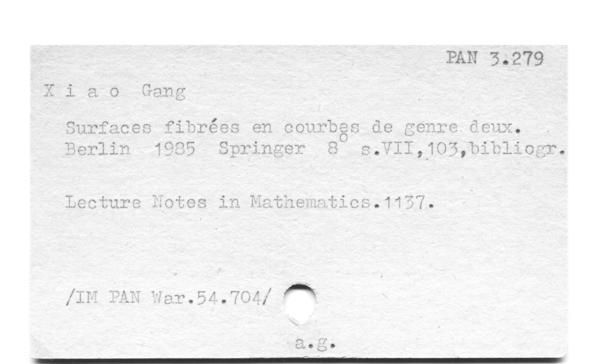 PAN 3.279
X i a o Gang
Surfaces fibrées en courbes de genre deux.
Berlin 1985 Springer 8° s.VII,103,bibliogr.
Lecture Notes in Mathematics.1137.
/IM PAN War.54.704/
a.g.